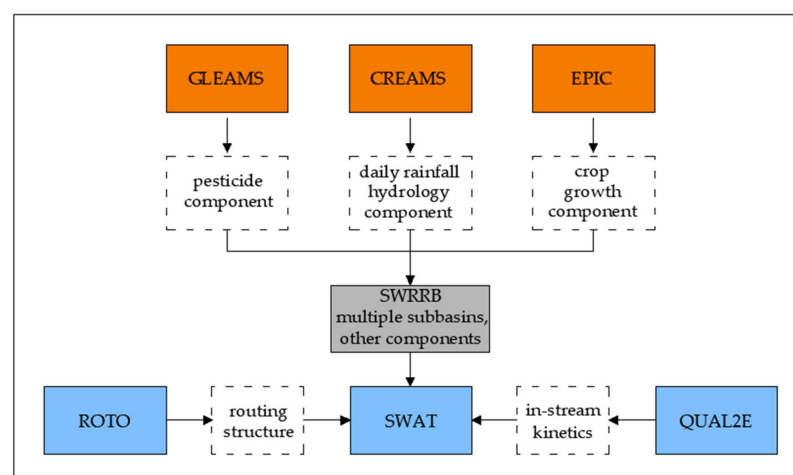 GLEAMS
CREAMS
EPIC
pesticide
component
daily rainfall
hydrology
component
crop
growth
component
SWRRB
multiple subbasins,
other components
ROTO
routing
structure
SWAT
in-stream
kinetics
QUAL2E